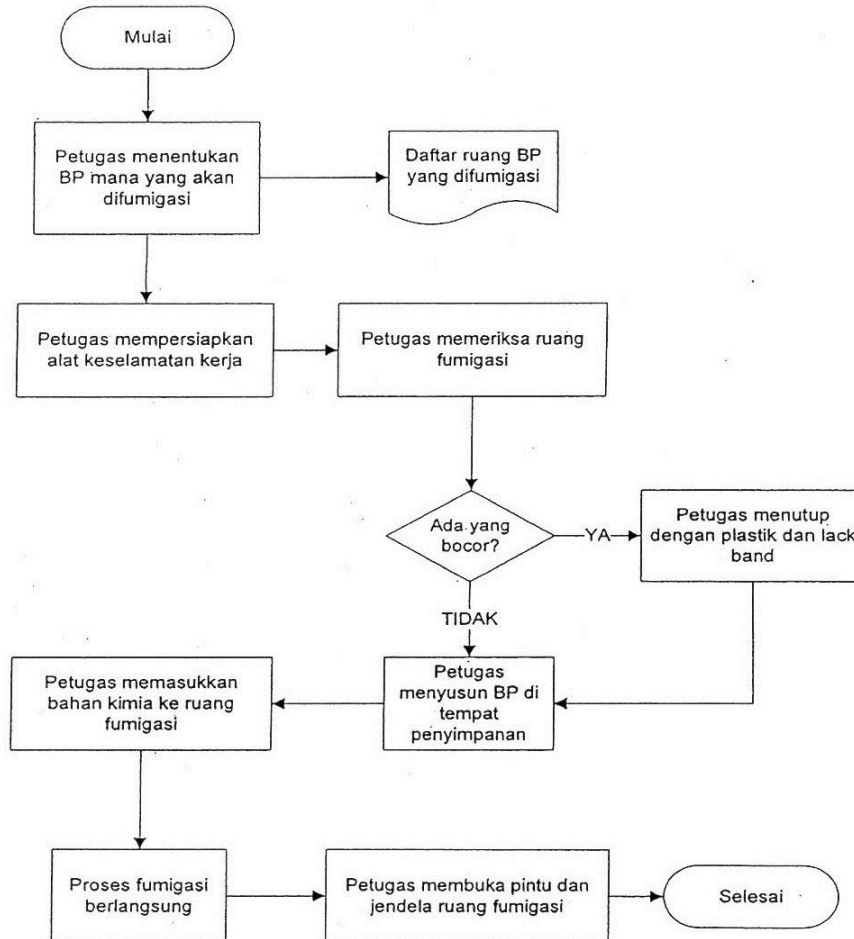 Mulai
Petugas menentukan
BP mana yang akan
difumigasi
Daftar ruang BP
yang difumigasi
Petugas mempersiapkan
alat keselamatan kerja
Petugas memeriksa ruang
fumigasi
Ada yang
bocor?
YA
Petugas menutup
dengan plastik dan lack
band
TIDAK
Petugas
menyusun BP di
tempat
penyimpanan
Petugas memasukkan
bahan kimia ke ruang
fumigasi
Proses fumigasi
berlangsung
Petugas membuka pintu dan
jendela ruang fumigasi
Selesai